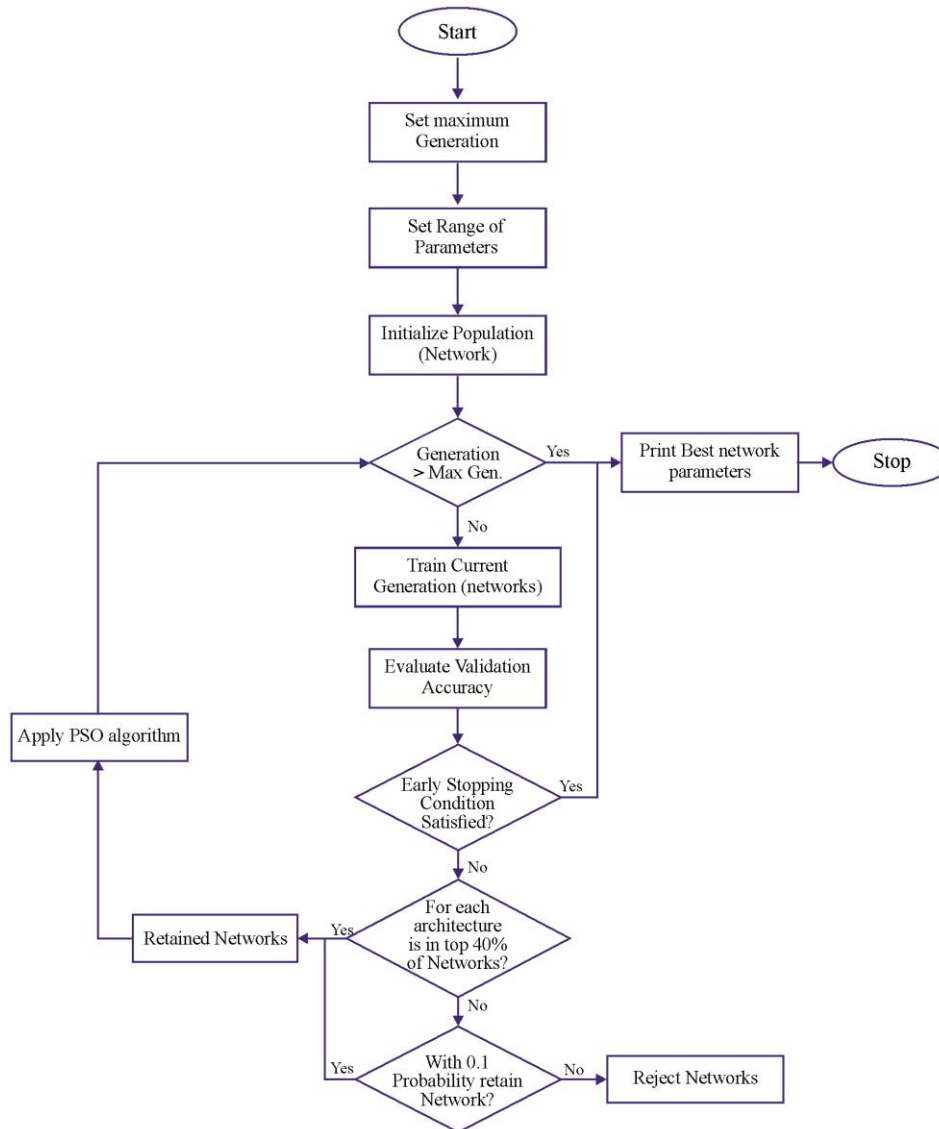 Start
Set maximum
Generation
Set Range of
Parameters
Initialize Population
(Network)
Generation
> Max Gen.
Yes
Print Best network
parameters
Stop
No
Train Current
Generation (networks)
Evaluate Validation
Accuracy
Apply PSO algorithm
Early Stopping
Condition
Satisfied?
Yes
No
For each
architecture
is in top 40%
of Networks?
Yes
Retained Networks
No
With 0.1
Probability retain
Network?
Yes
No
Reject Networks